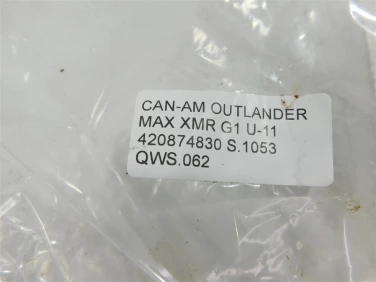 CAN-AM OUTLANDER
MAX XMR G1 U-11
420874830 S.1053
QWS.062